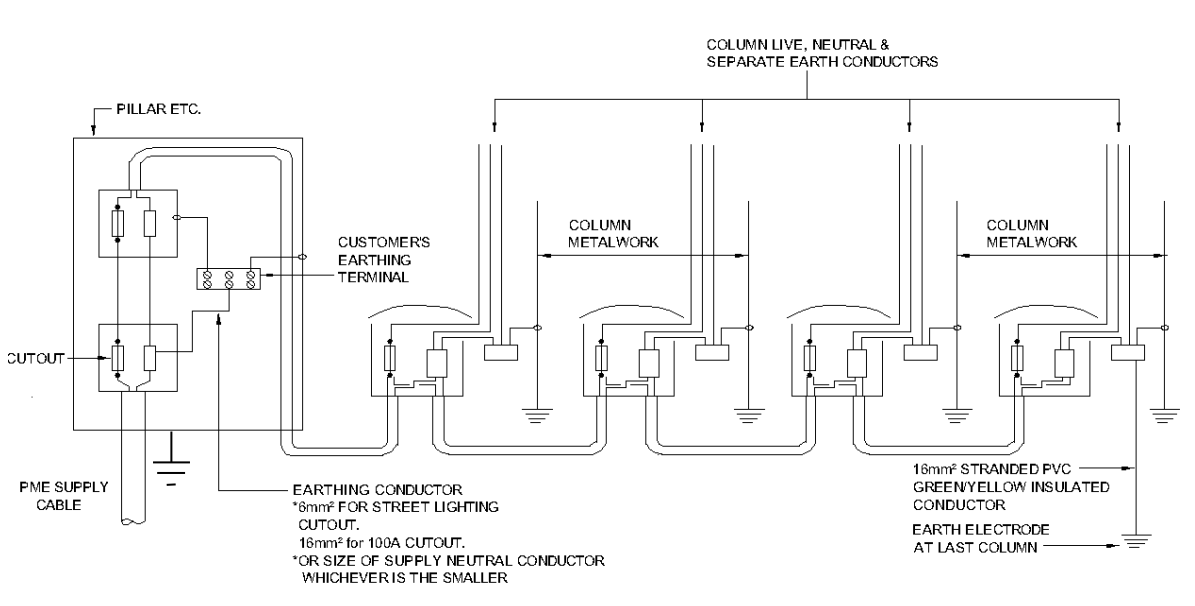 COLUMN LIVE, NEUTRAL &
SEPARATE EARTH CONDUCTORS
PILLAR ETC.
CUSTOMER'S
EARTHING
TERMINAL
COLUMN
METALWORK
COLUMN
METALWORK
CUTOUT
PME SUPPLY
CABLE
EARTHING CONDUCTOR
*6mm² FOR STREET LIGHTING
CUTOUT.
16mm² for 100A CUTOUT.
*OR SIZE OF SUPPLY NEUTRAL CONDUCTOR
WHICHEVER IS THE SMALLER
16mm² STRANDED PVC
GREEN/YELLOW INSULATED
CONDUCTOR
EARTH ELECTRODE
AT LAST COLUMN